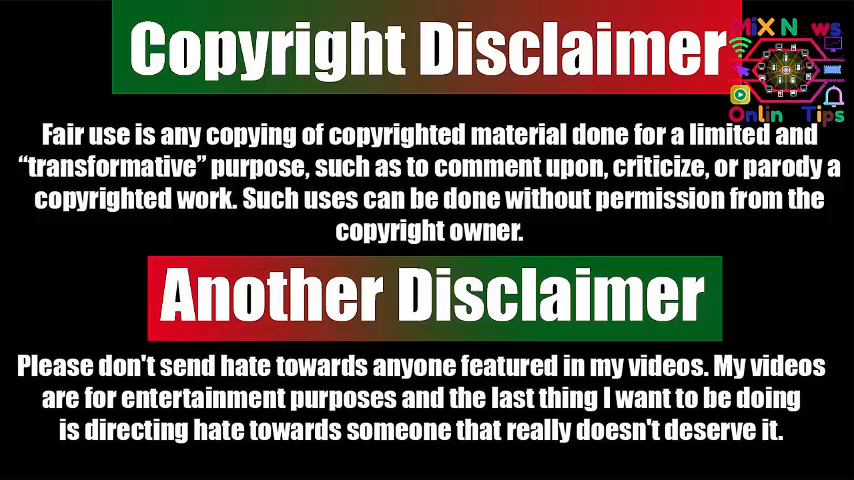 Copyright Disclaimer
MiX N ws
Onlin Tips
Fair use is any copying of copyrighted material done for a limited and
“transformative” purpose, such as to comment upon, criticize, or parody a
copyrighted work. Such uses can be done without permission from the
copyright owner.
Another Disclaimer
Please don't send hate towards anyone featured in my videos. My videos
are for entertainment purposes and the last thing I want to be doing
is directing hate towards someone that really doesn't deserve it.